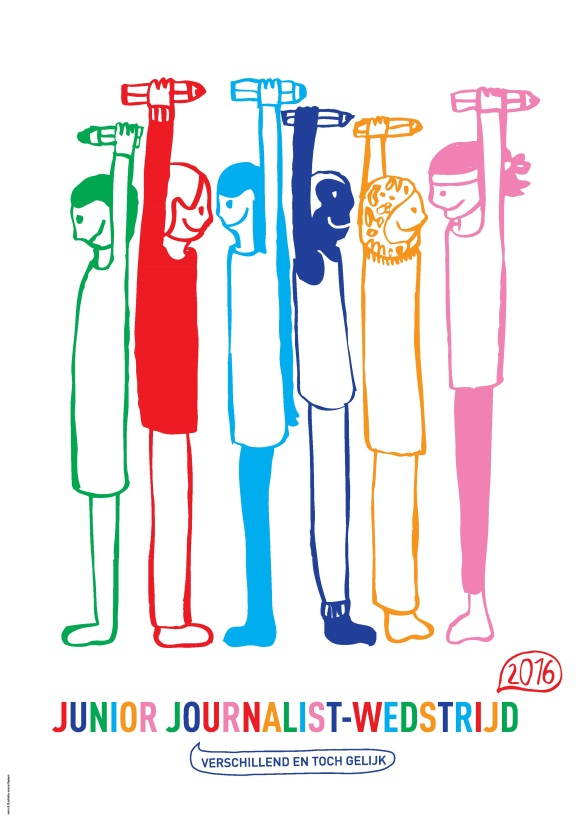 2016
JUNIOR JOURNALIST-WEDSTRIJD
VERSCHILLEND EN TOCH GELIJK